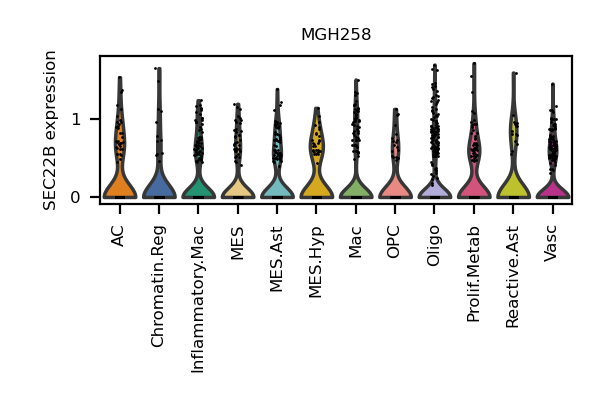 MGH258
SEC22B expression
1
0
AC
Chromatin.Reg
Inflammatory.Mac
MES
MES.Ast
MES.Hyp
Mac
OPC
Oligo
Prolif.Metab
Reactive.Ast
Vasc